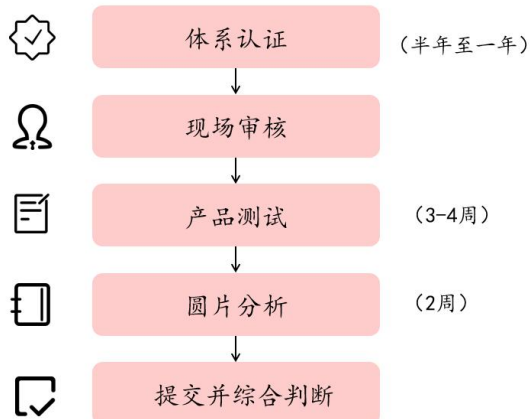 体系认证
(半年至一年)
现场审核
产品测试
(3-4周)
圆片分析
(2周)
提交并综合判断